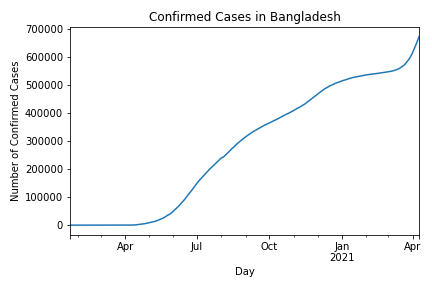 Confirmed Cases in Bangladesh
Number of Confirmed Cases
700000
600000
500000
400000
300000
200000
100000
0
Apr
Jul
Oct
Jan
2021
Apr
Day